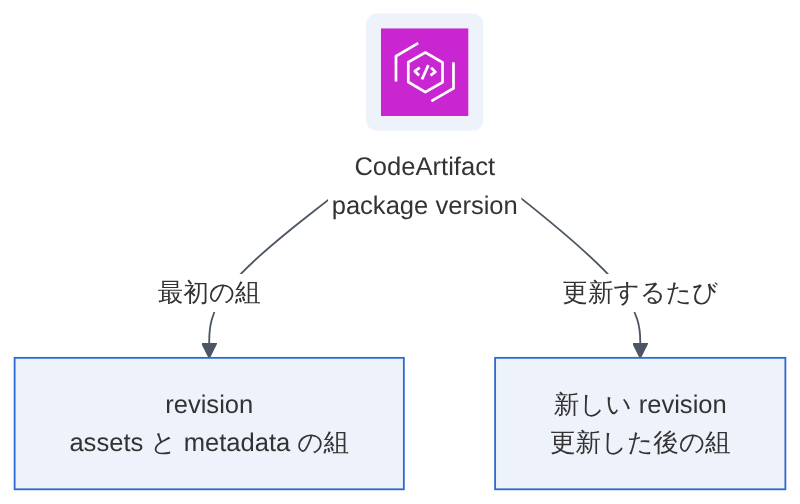 CodeArtifact
package version
最初の組
更新するたび
revision
assets と metadata の組
新しい revision
更新した後の組